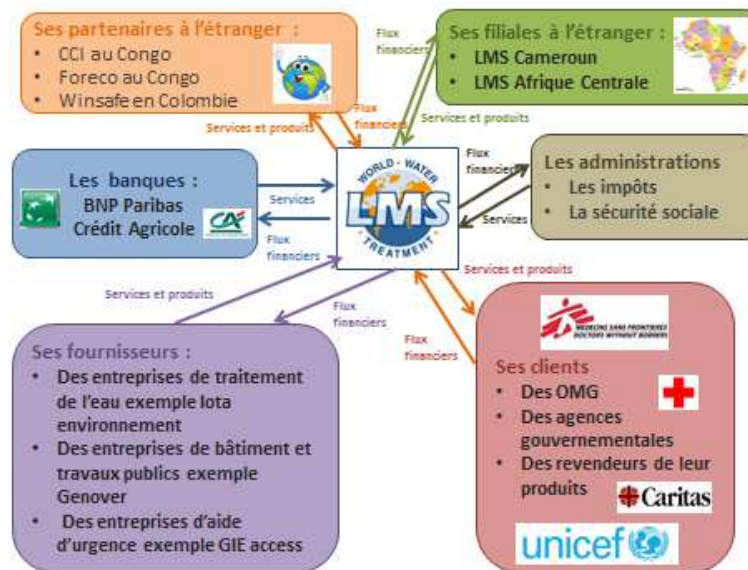 Ses partenaires à l'étranger :
• CCI au Congo
• Foreco au Congo
• Winsafe en Colombie
Flux
financiers
Services et produits
Flux
financiers
Ses filiales à l'étranger :
• LMS Cameroun
• LMS Afrique Centrale
Services et produits
Les banques :
BNP Paribas
Crédit Agricole
CA
Services
Flux
financiers
WORLD • WATER
LMS
TREATMENT
Flux
financiers
Services
Les administrations
• Les impôts
• La sécurité sociale
Services et produits
Flux
financiers
Services et produits
Flux
financiers
Ses fournisseurs :
• Des entreprises de traitement
de l'eau exemple Iota
environnement
• Des entreprises de bâtiment et
travaux publics exemple
Genover
• Des entreprises d'aide
d'urgence exemple GIE access
MEDECINS SANS FRONTIERES
DOCTORS WITHOUT BORDERS
Ses clients
• Des OMG
• Des agences
gouvernementales
• Des revendeurs de leur
produits
Caritas
unicef